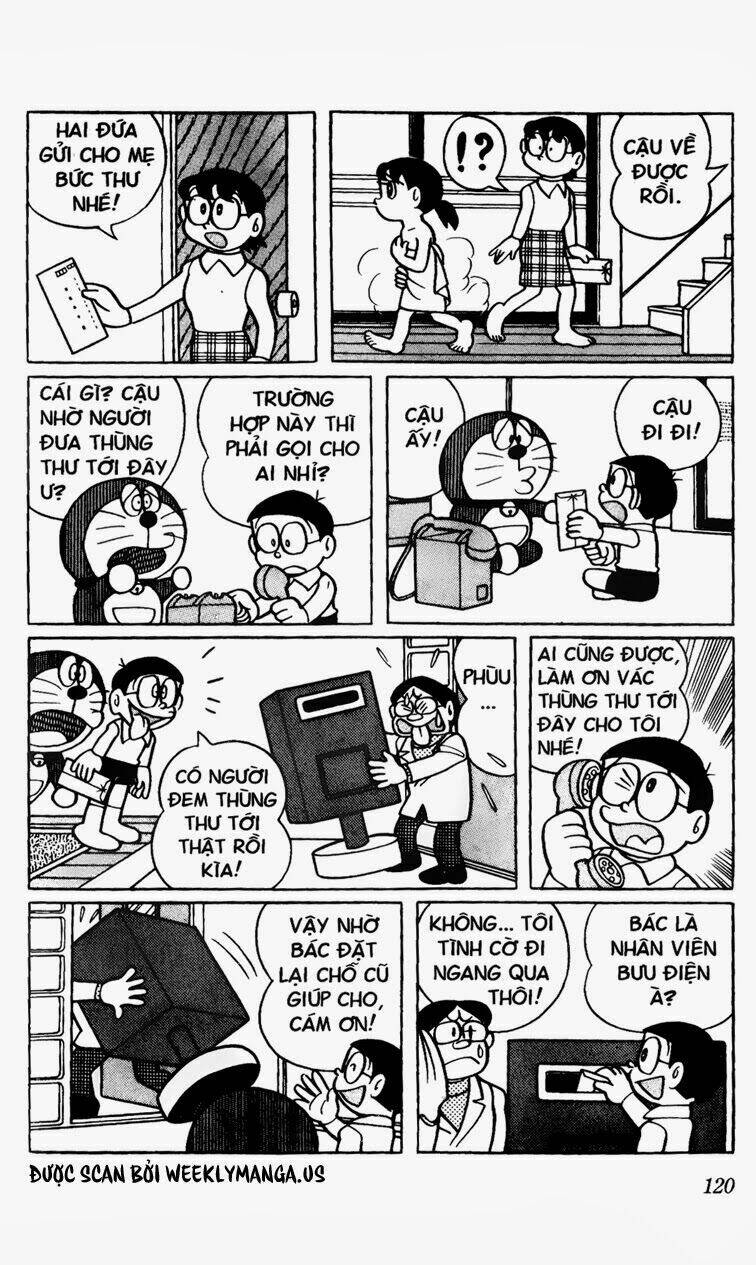 CẬU VỀ
ĐƯỢC
RỒI.
!?
HAI ĐỨA
GỬI CHO MẸ
BỨC THƯ
NHÉ!
CẬU
ĐI ĐI!
CẬU
ẤY!
TRƯỜNG
HỢP NÀY THÌ
PHẢI GỌI CHO
AI NHỈ?
CÁI GÌ? CẬU
NHỜ NGƯỜI
ĐƯA THÙNG
THƯ TỚI ĐÂY
Ư?
AI CŨNG ĐƯỢC,
LÀM ƠN VÁC
THÙNG THƯ TỚI
ĐÂY CHO TÔI
NHÉ!
PHÙU
...
CÓ NGƯỜI
ĐEM THÙNG
THƯ TỚI
THẬT RỒI
KÌA!
BÁC LÀ
NHÂN VIÊN
BƯU ĐIỆN
À?
KHÔNG... TÔI
TÌNH CỜ ĐI
NGANG QUA
THÔI!
VẬY NHỜ
BÁC ĐẶT
LẠI CHỖ CŨ
GIÚP CHO,
CÁM ƠN!
ĐƯỢC SCAN BỞI WEEKLYMANGA.US
120